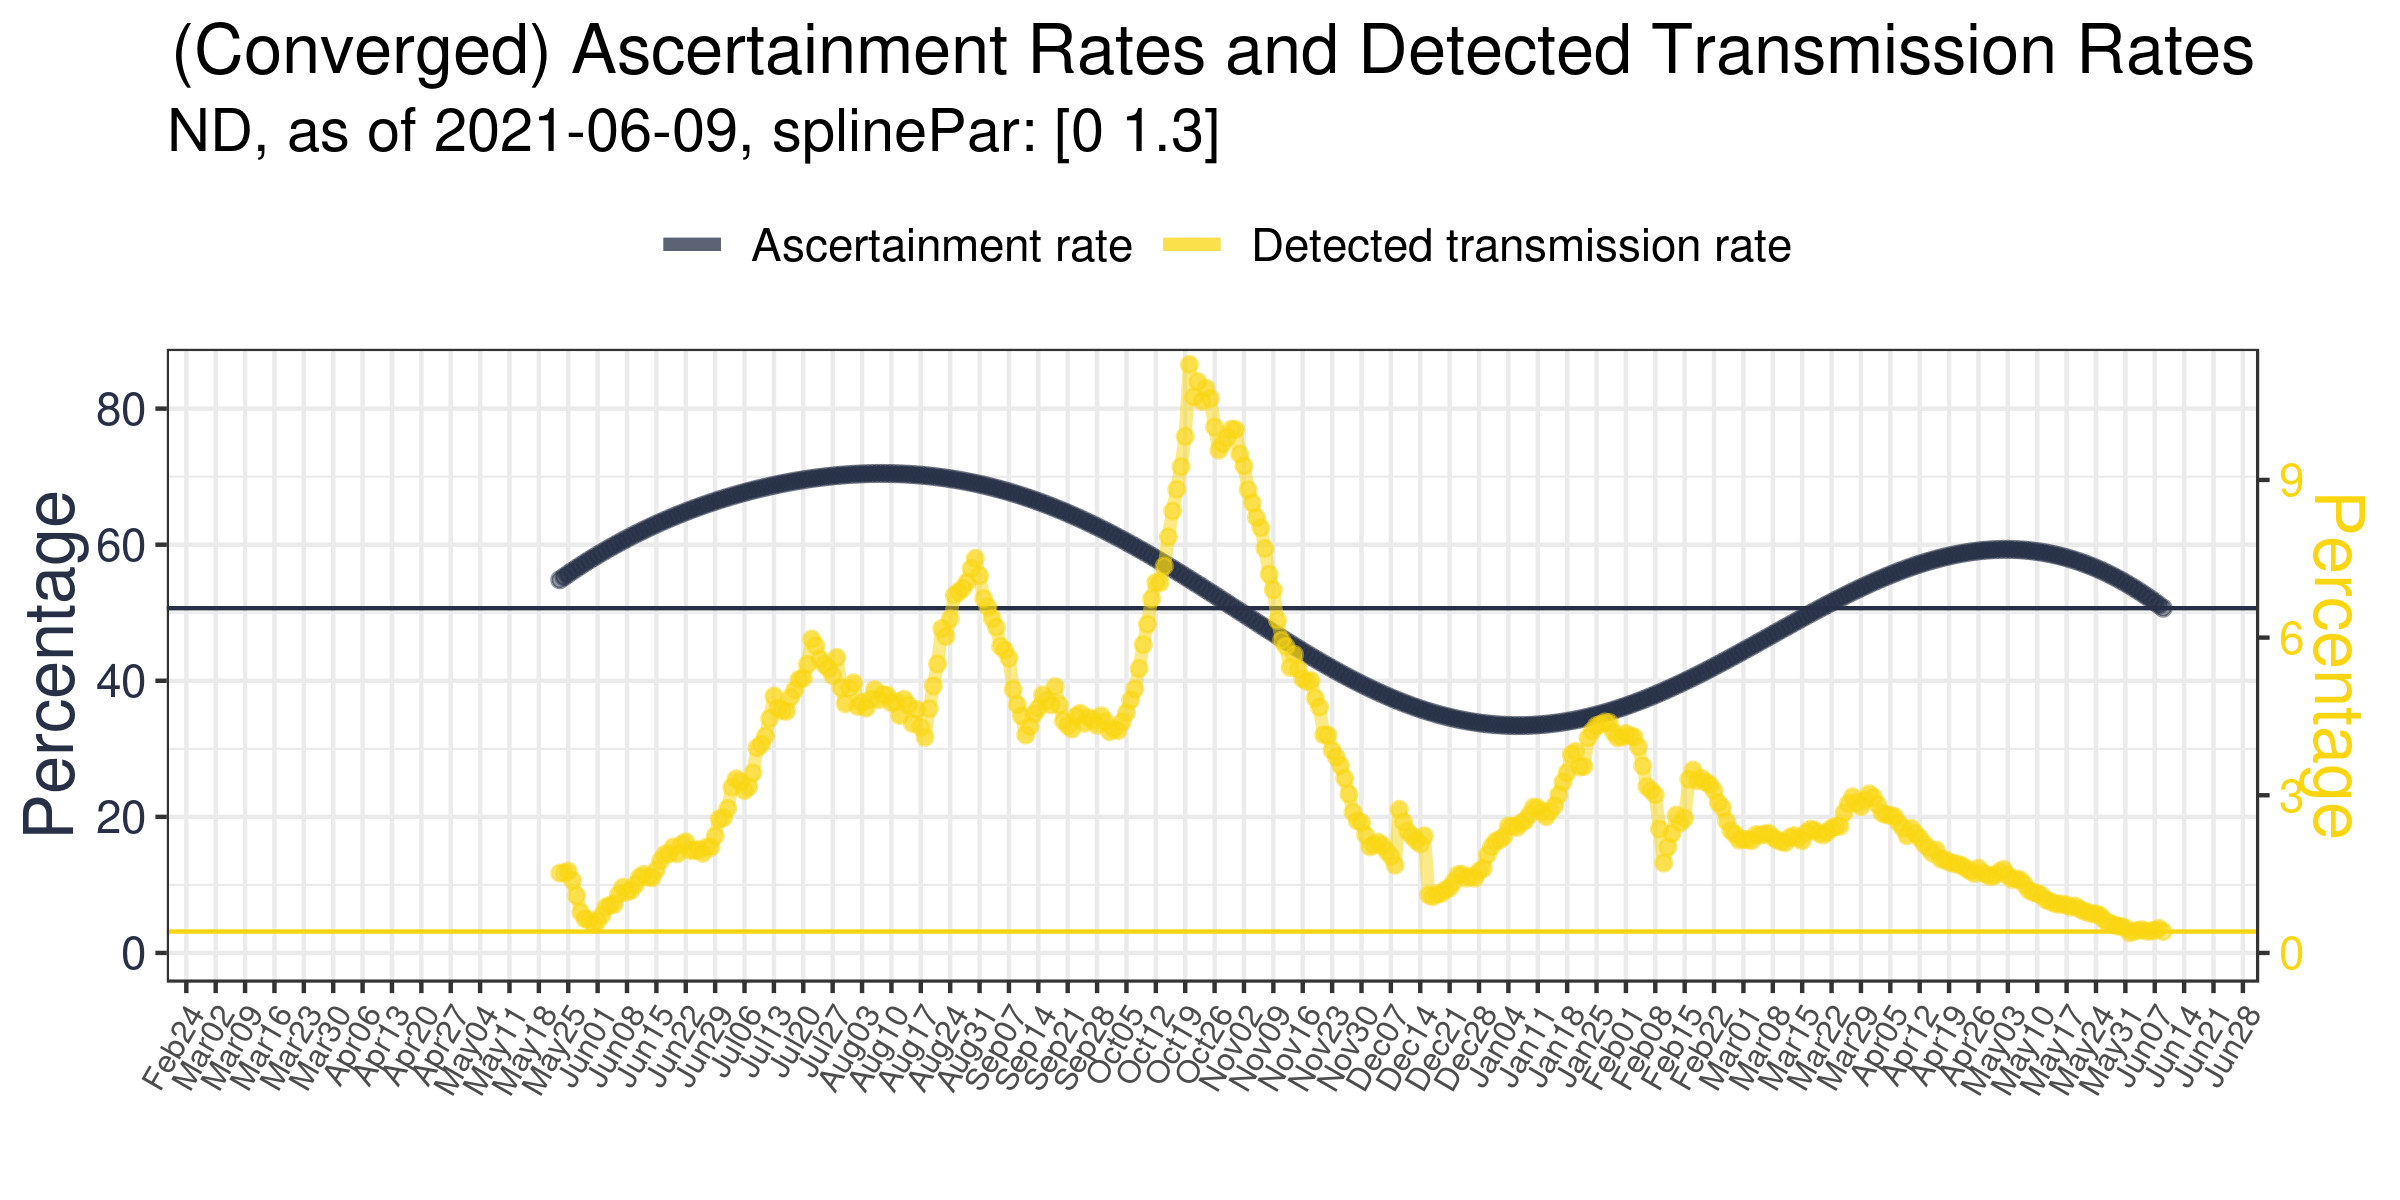 (Converged) Ascertainment Rates and Detected Transmission Rates
ND, as of 2021-06-09, splinePar: [0 1.3]
Ascertainment rate Detected transmission rate
Percentage
80
60
40
20
0
9
6
3
0
Percentage
Feb24 Mar02 Mar09 Mar16 Mar23 Mar30 Apr06 Apr13 Apr20 Apr27 May04 May11 May18 May25 Jun01 Jun08 Jun15 Jun22 Jun29 Jul06 Jul13 Jul20 Jul27 Aug03 Aug10 Aug17 Aug24 Aug31 Sep07 Sep14 Sep21 Sep28 Oct05 Oct12 Oct19 Oct26 Nov02 Nov09 Nov16 Nov23 Nov30 Dec07 Dec14 Dec21 Dec28 Jan04 Jan11 Jan18 Jan25 Feb01 Feb08 Feb15 Feb22 Mar01 Mar08 Mar15 Mar22 Mar29 Apr05 Apr12 Apr19 Apr26 May03 May10 May17 May24 May31 Jun07 Jun14 Jun21 Jun28